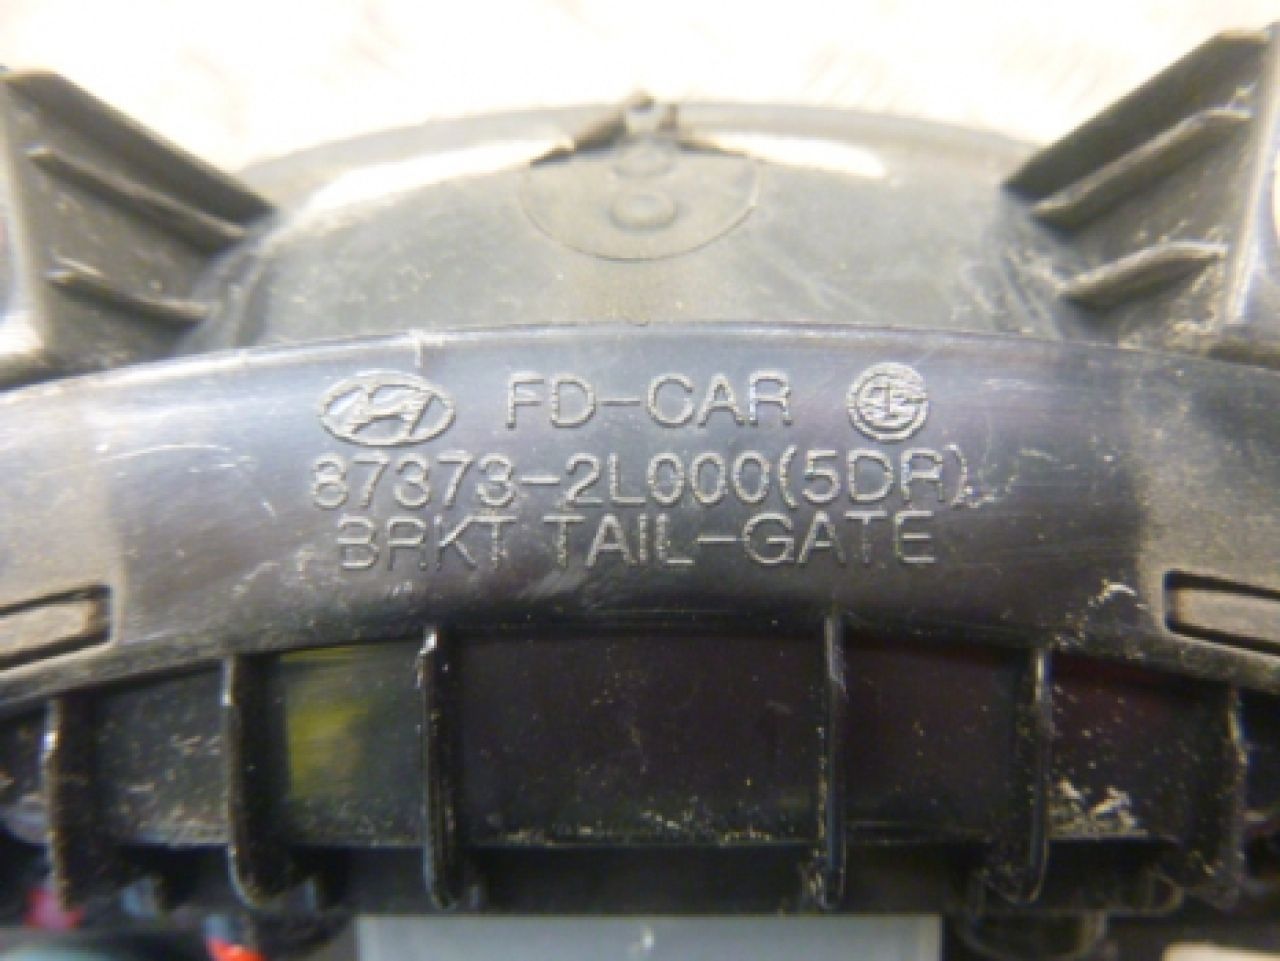 FD-CAR
87373-2L000(5DR)
BRKT TAIL-GATE